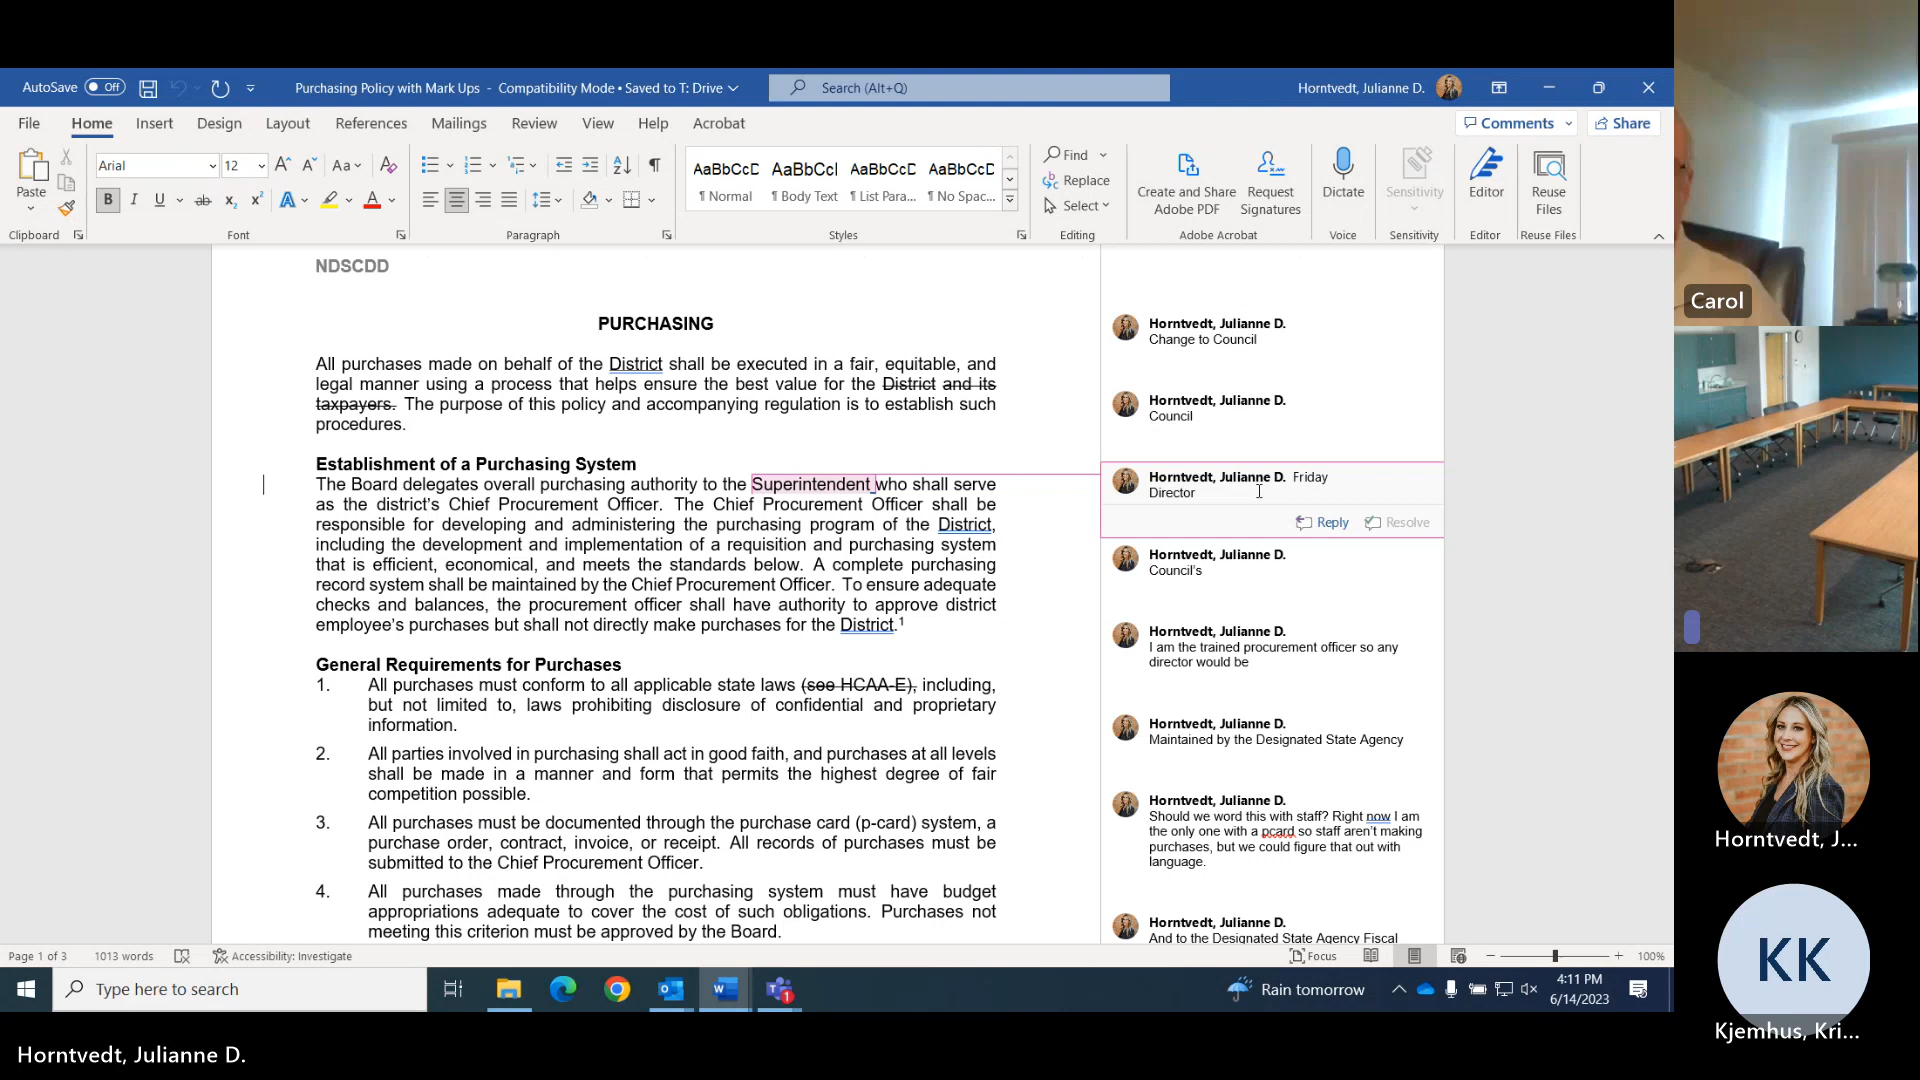 AutoSave Off
Purchasing Policy with Mark Ups - Compatibility Mode • Saved to T: Drive
Search (Alt+Q)
Horntvedt, Julianne D.
File Home Insert Design Layout References Mailings Review View Help Acrobat
Comments Share
Paste
Clipboard
Arial 12
Font
Paragraph
AaBbCcD AaBbCcI AaBbCcD AaBbCcD
¶ Normal ¶ Body Text ¶ List Para... ¶ No Spac...
Styles
Find
Replace
Select
Editing
Create and Share Adobe PDF
Request Signatures
Adobe Acrobat
Dictate
Voice
Sensitivity
Sensitivity
Editor
Editor
Reuse Files
Reuse Files
NDSCDD
PURCHASING
All purchases made on behalf of the District shall be executed in a fair, equitable, and
legal manner using a process that helps ensure the best value for the District and its
taxpayers. The purpose of this policy and accompanying regulation is to establish such
procedures.
Establishment of a Purchasing System
The Board delegates overall purchasing authority to the Superintendent who shall serve
as the district's Chief Procurement Officer. The Chief Procurement Officer shall be
responsible for developing and administering the purchasing program of the District,
including the development and implementation of a requisition and purchasing system
that is efficient, economical, and meets the standards below. A complete purchasing
record system shall be maintained by the Chief Procurement Officer. To ensure adequate
checks and balances, the procurement officer shall have authority to approve district
employee's purchases but shall not directly make purchases for the District.1
General Requirements for Purchases
1. All purchases must conform to all applicable state laws (see HCAA-E), including,
but not limited to, laws prohibiting disclosure of confidential and proprietary
information.
2. All parties involved in purchasing shall act in good faith, and purchases at all levels
shall be made in a manner and form that permits the highest degree of fair
competition possible.
3. All purchases must be documented through the purchase card (p-card) system, a
purchase order, contract, invoice, or receipt. All records of purchases must be
submitted to the Chief Procurement Officer.
4. All purchases made through the purchasing system must have budget
appropriations adequate to cover the cost of such obligations. Purchases not
meeting this criterion must be approved by the Board.
Horntvedt, Julianne D.
Change to Council
Horntvedt, Julianne D.
Council
Horntvedt, Julianne D. Friday
Director
Reply Resolve
Horntvedt, Julianne D.
Council's
Horntvedt, Julianne D.
I am the trained procurement officer so any
director would be
Horntvedt, Julianne D.
Maintained by the Designated State Agency
Horntvedt, Julianne D.
Should we word this with staff? Right now I am
the only one with a pcard so staff aren't making
purchases, but we could figure that out with
language.
Horntvedt, Julianne D.
And to the Designated State Agency Fiscal
Page 1 of 3 1013 words Accessibility: Investigate
Focus 100%
Type here to search
Rain tomorrow
4:11 PM
6/14/2023
Carol
Horntvedt, J...
KK
Kjemhus, Kri...
Horntvedt, Julianne D.